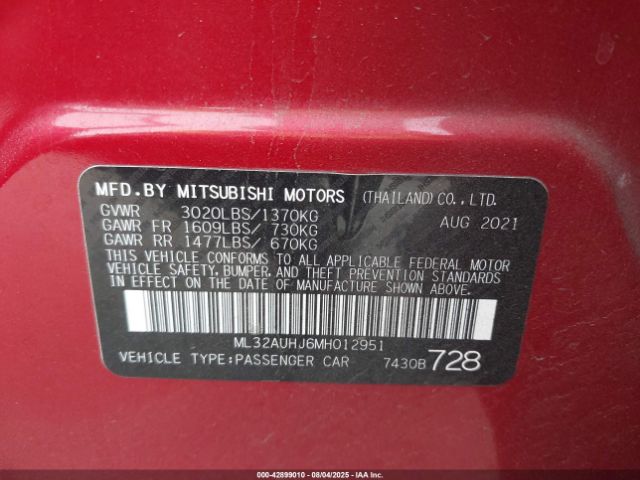 MFD. BY MITSUBISHI MOTORS (THAILAND) CO., LTD.
GVWR 3020LBS/1370KG AUG 2021
GAWR FR 1609LBS/ 730KG
GAWR RR 1477LBS/ 670KG
THIS VEHICLE CONFORMS TO ALL APPLICABLE FEDERAL MOTOR
VEHICLE SAFETY, BUMPER, AND THEFT PREVENTION STANDARDS
IN EFFECT ON THE DATE OF MANUFACTURE SHOWN ABOVE.
ML32AUHJ6MH012951
VEHICLE TYPE:PASSENGER CAR 7430B 728
000-42899010 - 08/04/2025 - IAAI.COM